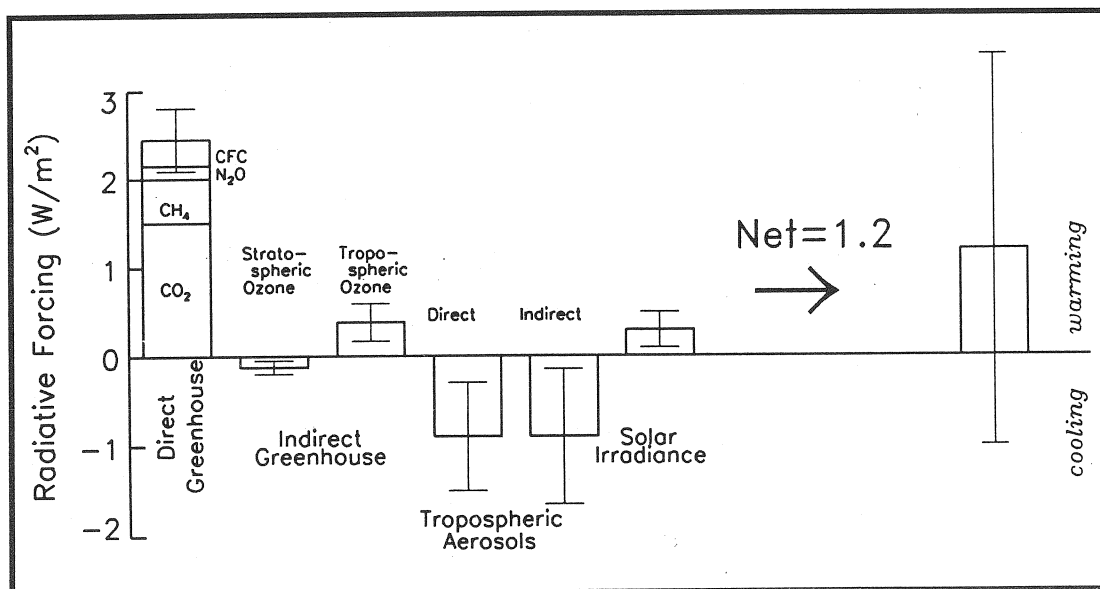 Radiative Forcing (W/m²)
3
2
1
0
−1
−2
CFC
N₂O
CH₄
CO₂
Direct
Greenhouse
Strato-
spheric
Ozone
Tropo-
spheric
Ozone
Indirect
Greenhouse
Direct
Indirect
Tropospheric
Aerosols
Solar
Irradiance
Net=1.2
warming
cooling